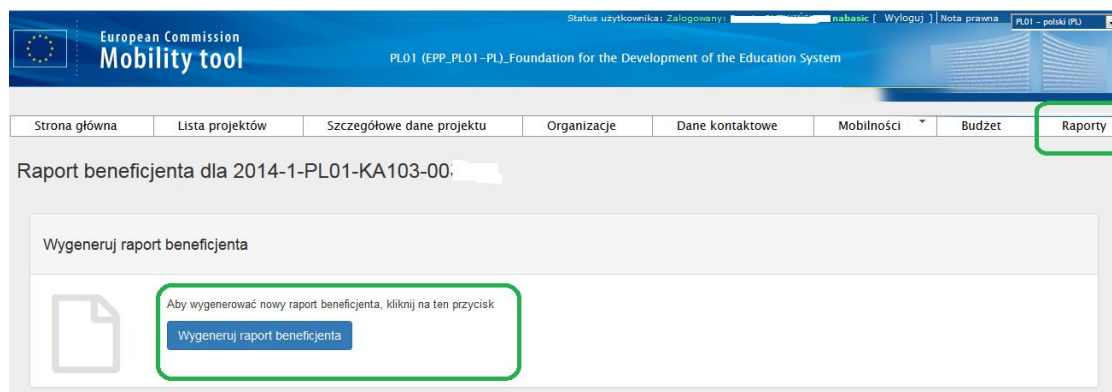 Status użytkownika: Zalogowany: nabasic [ Wyloguj ] Nota prawna PL01 - polski (PL)
European Commission
Mobility tool
PL01 (EPP_PL01-PL)_Foundation for the Development of the Education System
Strona główna Lista projektów Szczegółowe dane projektu Organizacje Dane kontaktowe Mobilności Budżet Raporty
Raport beneficjenta dla 2014-1-PL01-KA103-00
Wygeneruj raport beneficjenta
Aby wygenerować nowy raport beneficjenta, kliknij na ten przycisk
Wygeneruj raport beneficjenta